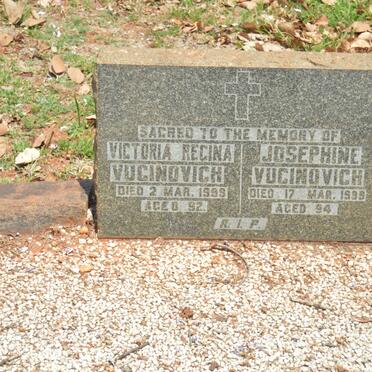 SACRED TO THE MEMORY OF
VICTORIA REGINA
VUCINOVICH
DIED 2 MAR. 1999
AGED 92
JOSEPHINE
VUCINOVICH
DIED 17 MAR. 1999
AGED 94
R.I.P.